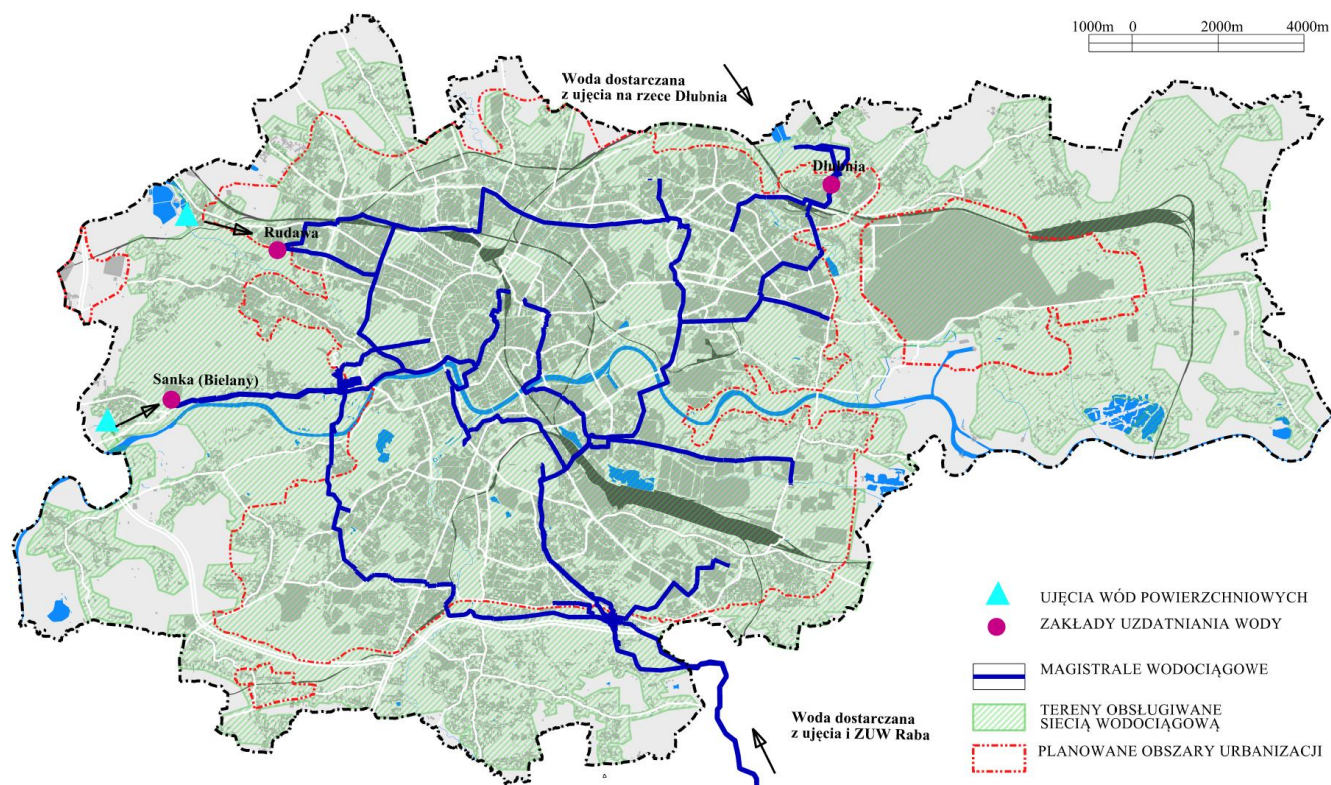 1000m 0 2000m 4000m
Woda dostarczana
z ujęcia na rzece Dłubnia
Dłubnia
Rudawa
Sanka (Bielany)
UJĘCIA WÓD POWIERZCHNIOWYCH
ZAKŁADY UZDATNIANIA WODY
MAGISTRALE WODOCIĄGOWE
TERENY OBSŁUGIWANE
SIECIĄ WODOCIĄGOWĄ
PLANOWANE OBSZARY URBANIZACJI
Woda dostarczana
z ujęcia i ZUW Raba